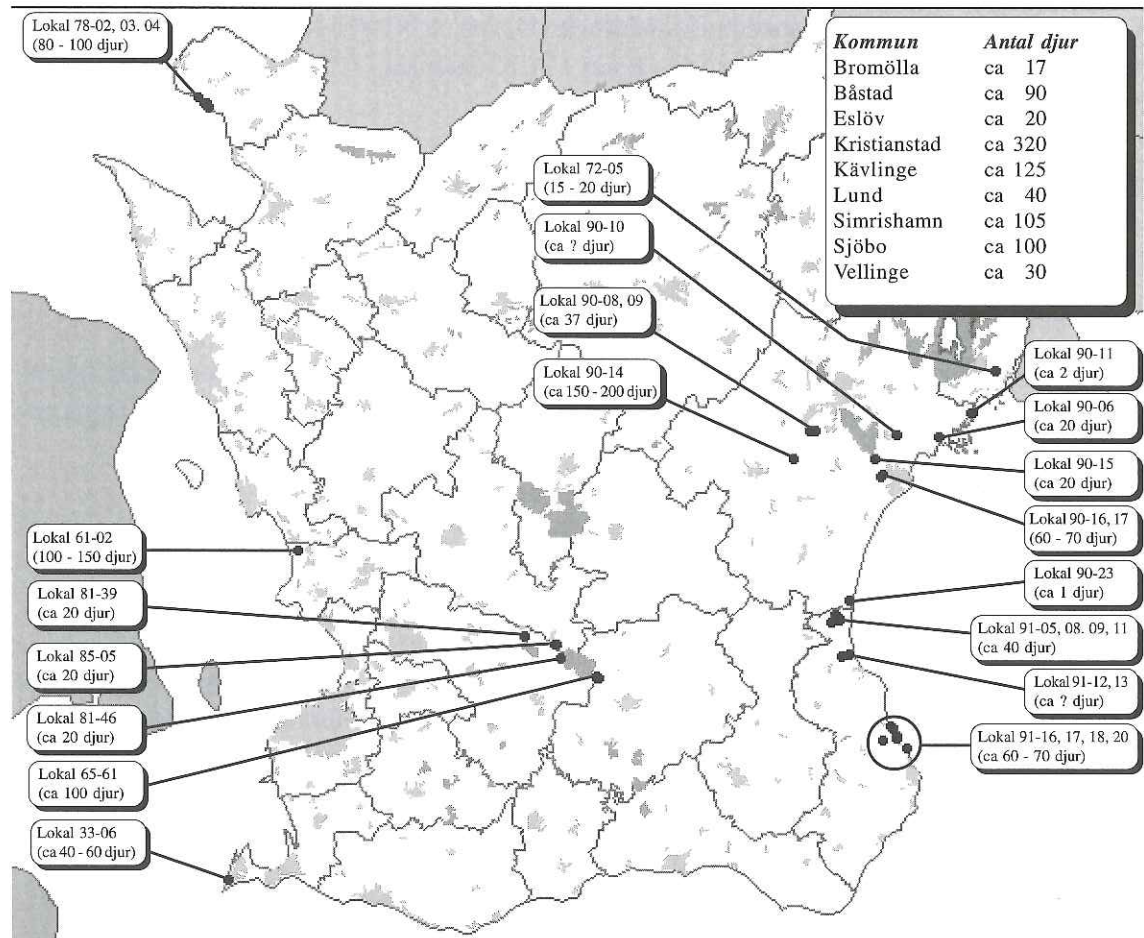 Lokal 78-02, 03. 04
(80 - 100 djur)
Kommun Antal djur
Bromölla ca 17
Båstad ca 90
Eslöv ca 20
Kristianstad ca 320
Kävlinge ca 125
Lund ca 40
Simrishamn ca 105
Sjöbo ca 100
Vellinge ca 30
Lokal 72-05
(15 - 20 djur)
Lokal 90-10
(ca ? djur)
Lokal 90-08, 09
(ca 37 djur)
Lokal 90-14
(ca 150 - 200 djur)
Lokal 90-11
(ca 2 djur)
Lokal 90-06
(ca 20 djur)
Lokal 90-15
(ca 20 djur)
Lokal 90-16, 17
(60 - 70 djur)
Lokal 90-23
(ca 1 djur)
Lokal 91-05, 08. 09, 11
(ca 40 djur)
Lokal 91-12, 13
(ca ? djur)
Lokal 91-16, 17, 18, 20
(ca 60 - 70 djur)
Lokal 61-02
(100 - 150 djur)
Lokal 81-39
(ca 20 djur)
Lokal 85-05
(ca 20 djur)
Lokal 81-46
(ca 20 djur)
Lokal 65-61
(ca 100 djur)
Lokal 33-06
(ca 40 - 60 djur)